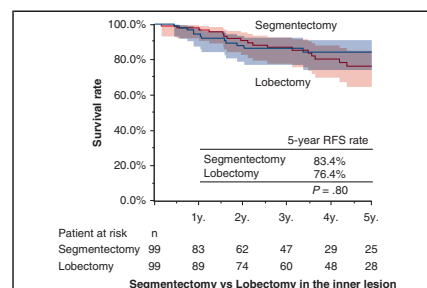 100.0%
Segmentectomy
80.0%
Lobectomy
60.0%
Survival rate
40.0%
5-year RFS rate
Segmentectomy 83.4%
20.0%
Lobectomy 76.4%
P = .80
0.0%
1y. 2y. 3y. 4y. 5y.
Patient at risk n
Segmentectomy 99 83 62 47 29 25
Lobectomy 99 89 74 60 48 28
Segmentectomy vs Lobectomy in the inner lesion